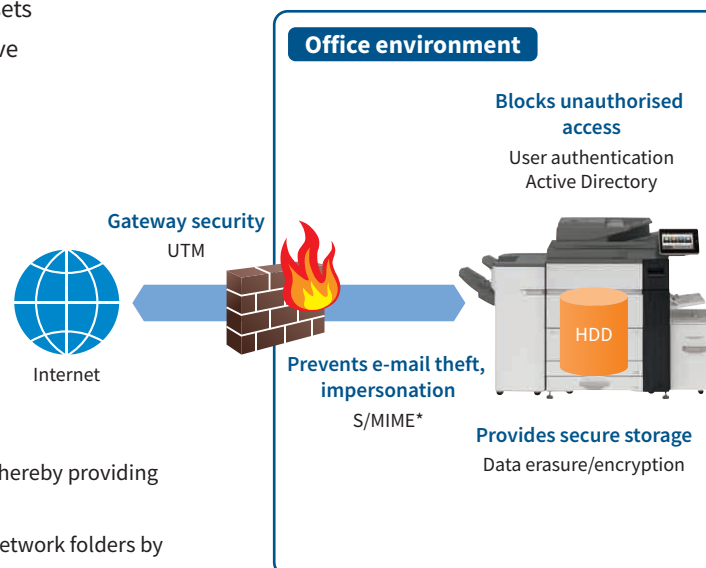 sets
ve
Office environment
Blocks unauthorised
access
User authentication
Active Directory
Gateway security
UTM
HDD
Internet
Prevents e-mail theft,
impersonation
S/MIME*
Provides secure storage
Data erasure/encryption
hereby providing
etwork folders by